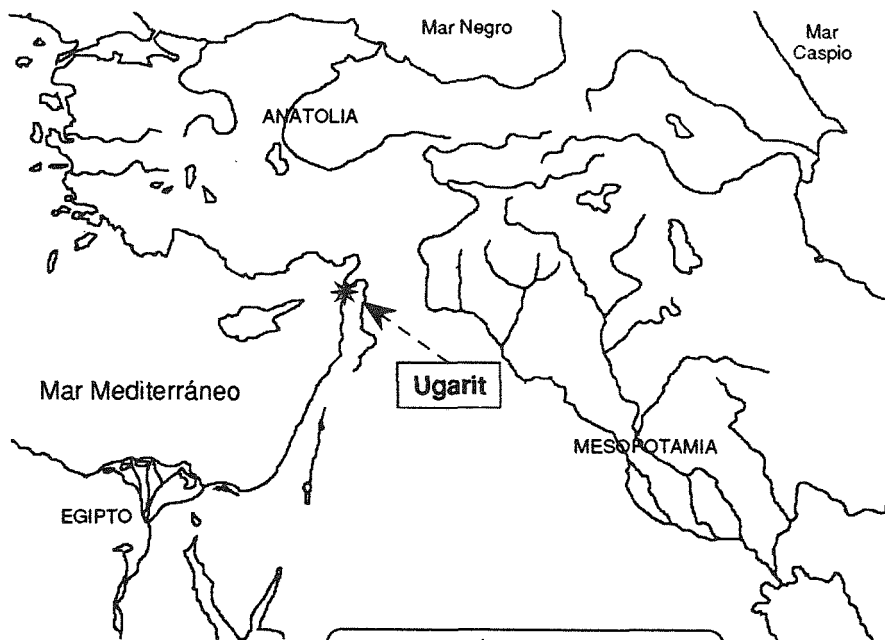 Mar Negro
Mar
Caspio
ANATOLIA
Ugarit
Mar Mediterráneo
MESOPOTAMIA
EGIPTO